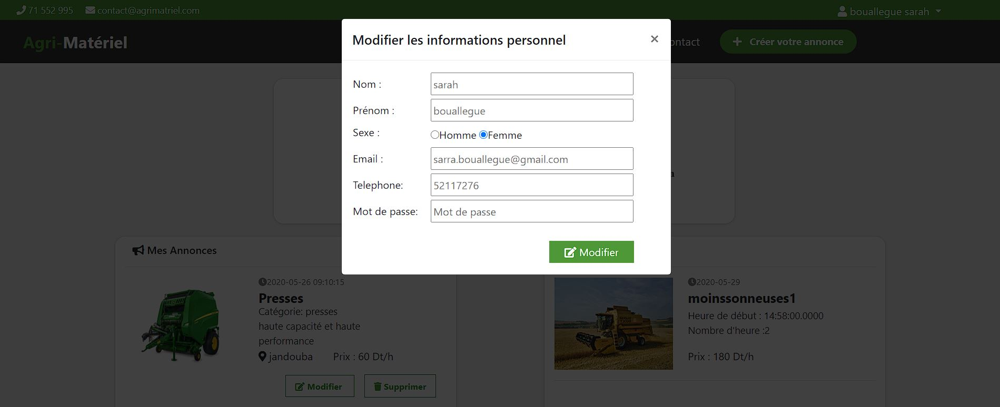 71 552 995 contact@agrimatriel.com bouallegue sarah
Agri-Matériel ontact Créer votre annonce
Modifier les informations personnel ×
Nom : sarah
Prénom : bouallegue
Sexe : Homme Femme
Email : sarra.bouallegue@gmail.com
Telephone: 52117276
Mot de passe: Mot de passe
Modifier
n
Mes Annonces
2020-05-26 09:10:15
Presses
Catégorie: presses
haute capacité et haute
performance
jandouba Prix : 60 Dt/h
Modifier Supprimer
2020-05-29
moinssonneuses1
Heure de début : 14:58:00.0000
Nombre d'heure :2
Prix : 180 Dt/h